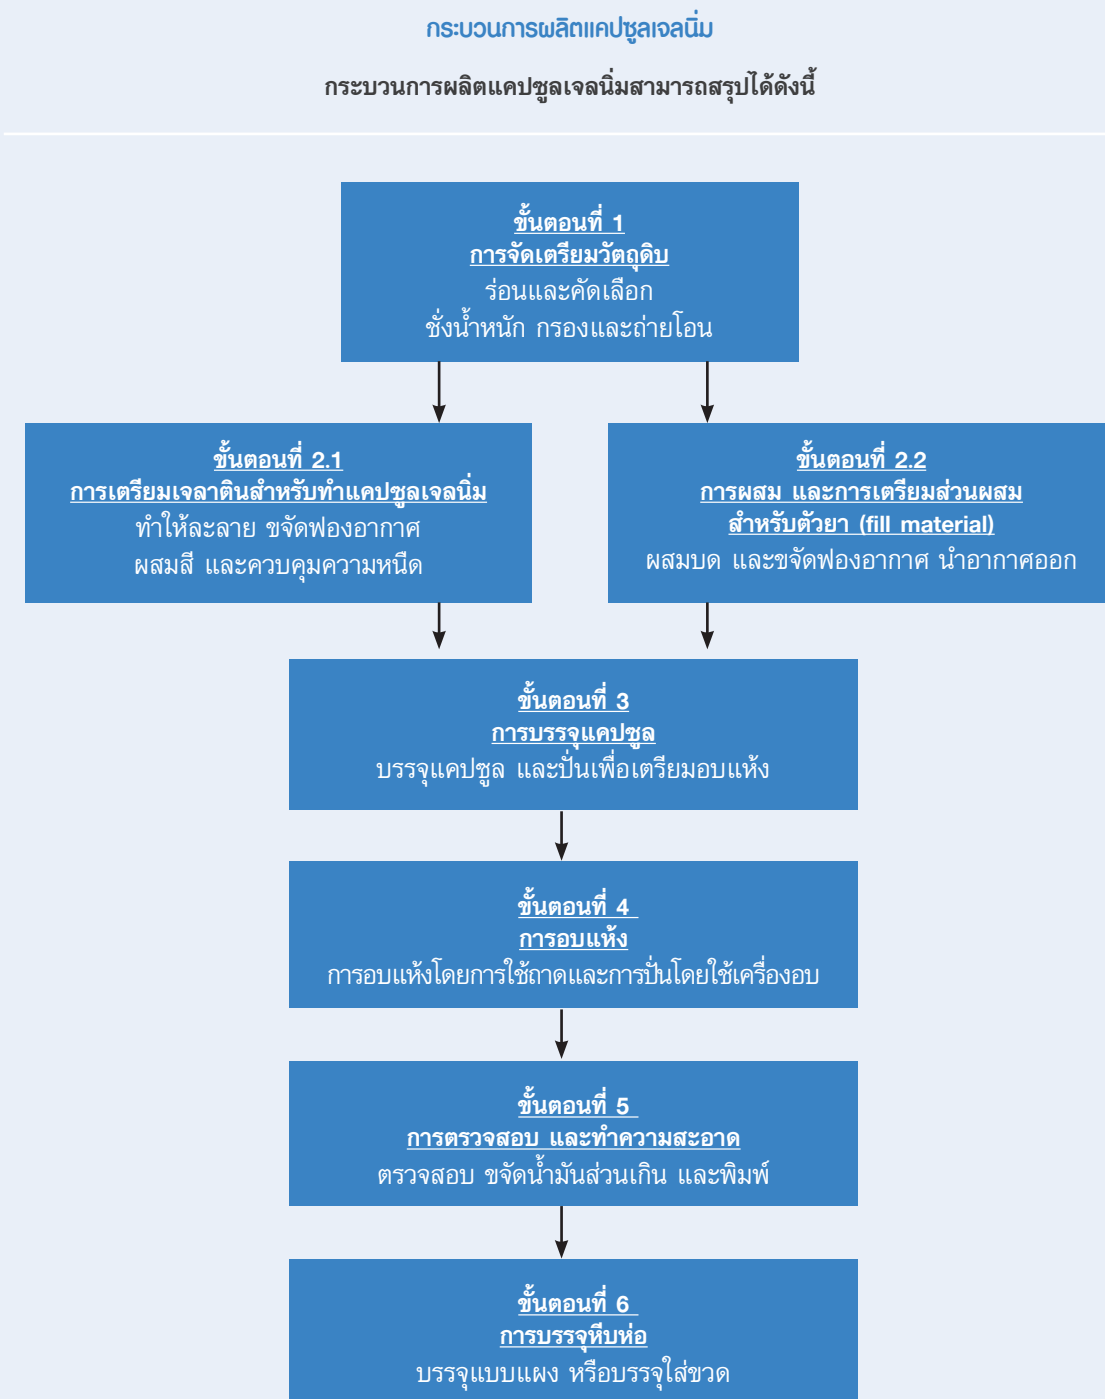 กระบวนการผลิตแคปซูลเจลนิ่ม
กระบวนการผลิตแคปซูลเจลนิ่มสามารถสรุปได้ดังนี้
ขั้นตอนที่ 1
การจัดเตรียมวัตถุดิบ
ร่อนและคัดเลือก
ชั่งน้ำหนัก กรองและถ่ายโอน
ขั้นตอนที่ 2.1
การเตรียมเจลาตินสำหรับทำแคปซูลเจลนิ่ม
ทำให้ละลาย ขจัดฟองอากาศ
ผสมสี และควบคุมความหนืด
ขั้นตอนที่ 2.2
การผสม และการเตรียมส่วนผสม
สำหรับตัวยา (fill material)
ผสมบด และขจัดฟองอากาศ นำอากาศออก
ขั้นตอนที่ 3
การบรรจุแคปซูล
บรรจุแคปซูล และปั่นเพื่อเตรียมอบแห้ง
ขั้นตอนที่ 4
การอบแห้ง
การอบแห้งโดยการใช้ถาดและการปั่นโดยใช้เครื่องอบ
ขั้นตอนที่ 5
การตรวจสอบ และทำความสะอาด
ตรวจสอบ ขจัดน้ำมันส่วนเกิน และพิมพ์
ขั้นตอนที่ 6
การบรรจุหีบห่อ
บรรจุแบบแผง หรือบรรจุใส่ขวด